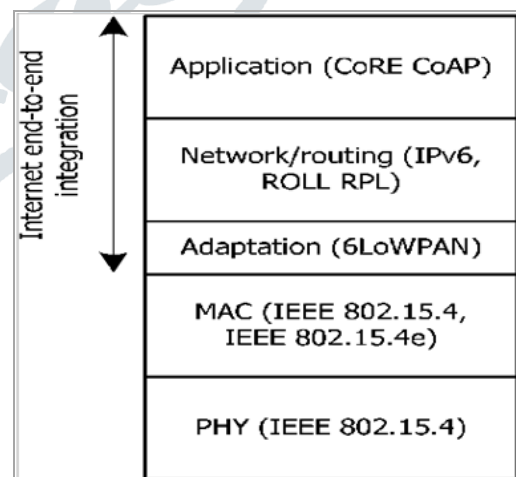 Internet end-to-end
integration
Application (CoRE CoAP)
Network/routing (IPv6,
ROLL RPL)
Adaptation (6LoWPAN)
MAC (IEEE 802.15.4,
IEEE 802.15.4e)
PHY (IEEE 802.15.4)